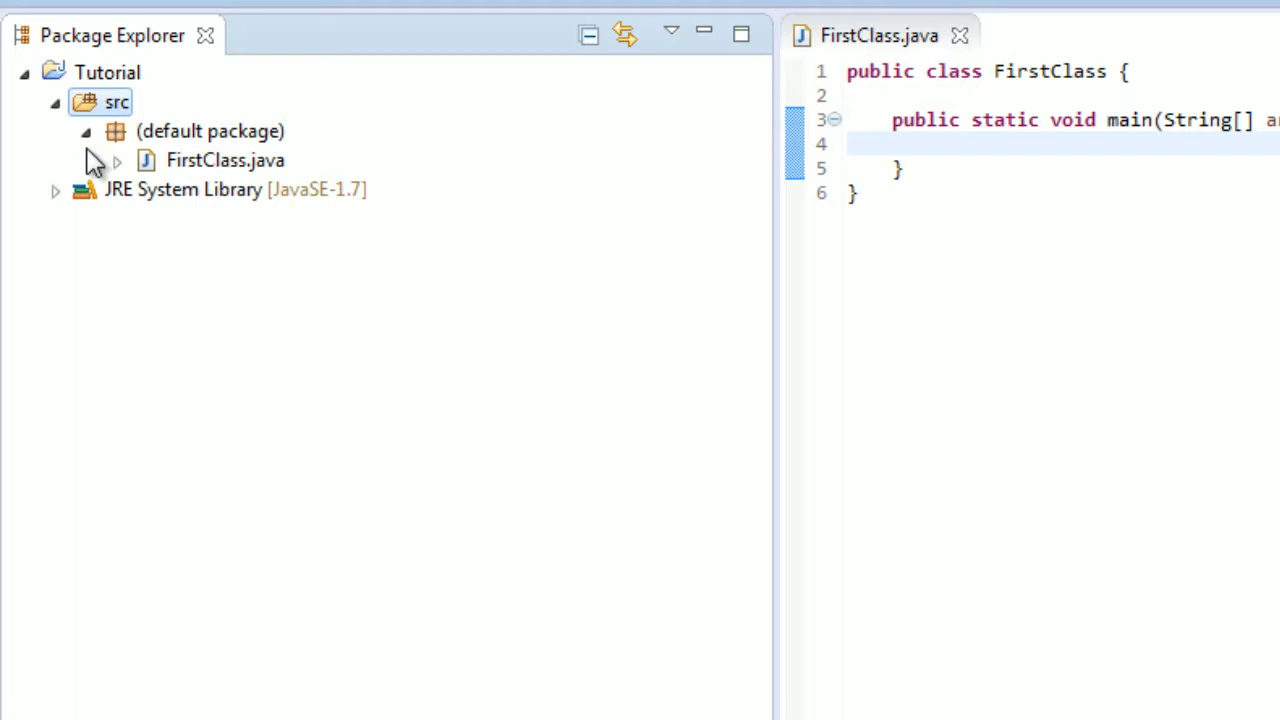 Package Explorer
Tutorial
src
(default package)
FirstClass.java
JRE System Library [JavaSE-1.7]
FirstClass.java
1 public class FirstClass {
2
3 public static void main(String[] ar
4
5 }
6 }